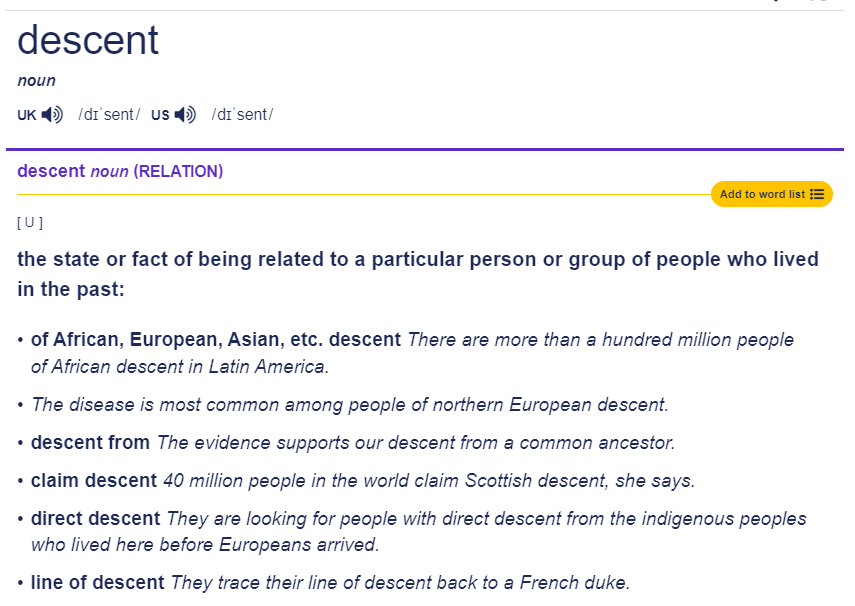 descent
noun
UK /dɪˈsent/ US /dɪˈsent/
descent noun (RELATION)
Add to word list
[ U ]
the state or fact of being related to a particular person or group of people who lived
in the past:
• of African, European, Asian, etc. descent There are more than a hundred million people
of African descent in Latin America.
• The disease is most common among people of northern European descent.
• descent from The evidence supports our descent from a common ancestor.
• claim descent 40 million people in the world claim Scottish descent, she says.
• direct descent They are looking for people with direct descent from the indigenous peoples
who lived here before Europeans arrived.
• line of descent They trace their line of descent back to a French duke.